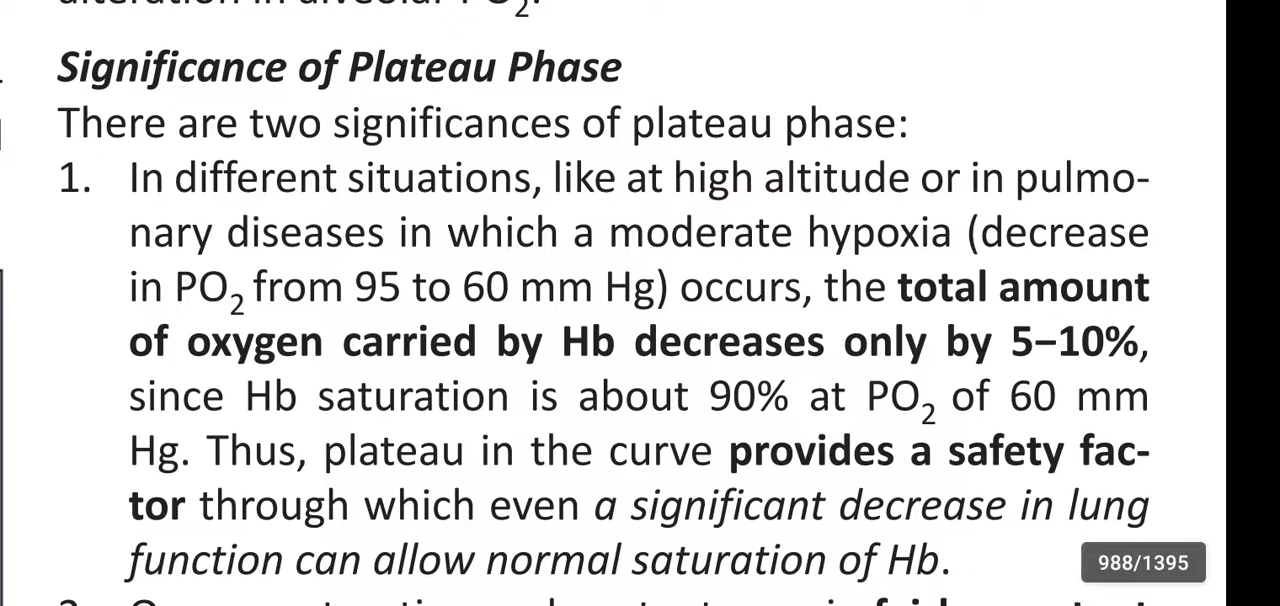 alteration in alveolar PO2.
Significance of Plateau Phase
There are two significances of plateau phase:
1. In different situations, like at high altitude or in pulmo-
nary diseases in which a moderate hypoxia (decrease
in PO2 from 95 to 60 mm Hg) occurs, the total amount
of oxygen carried by Hb decreases only by 5–10%,
since Hb saturation is about 90% at PO2 of 60 mm
Hg. Thus, plateau in the curve provides a safety fac-
tor through which even a significant decrease in lung
function can allow normal saturation of Hb.
988/1395